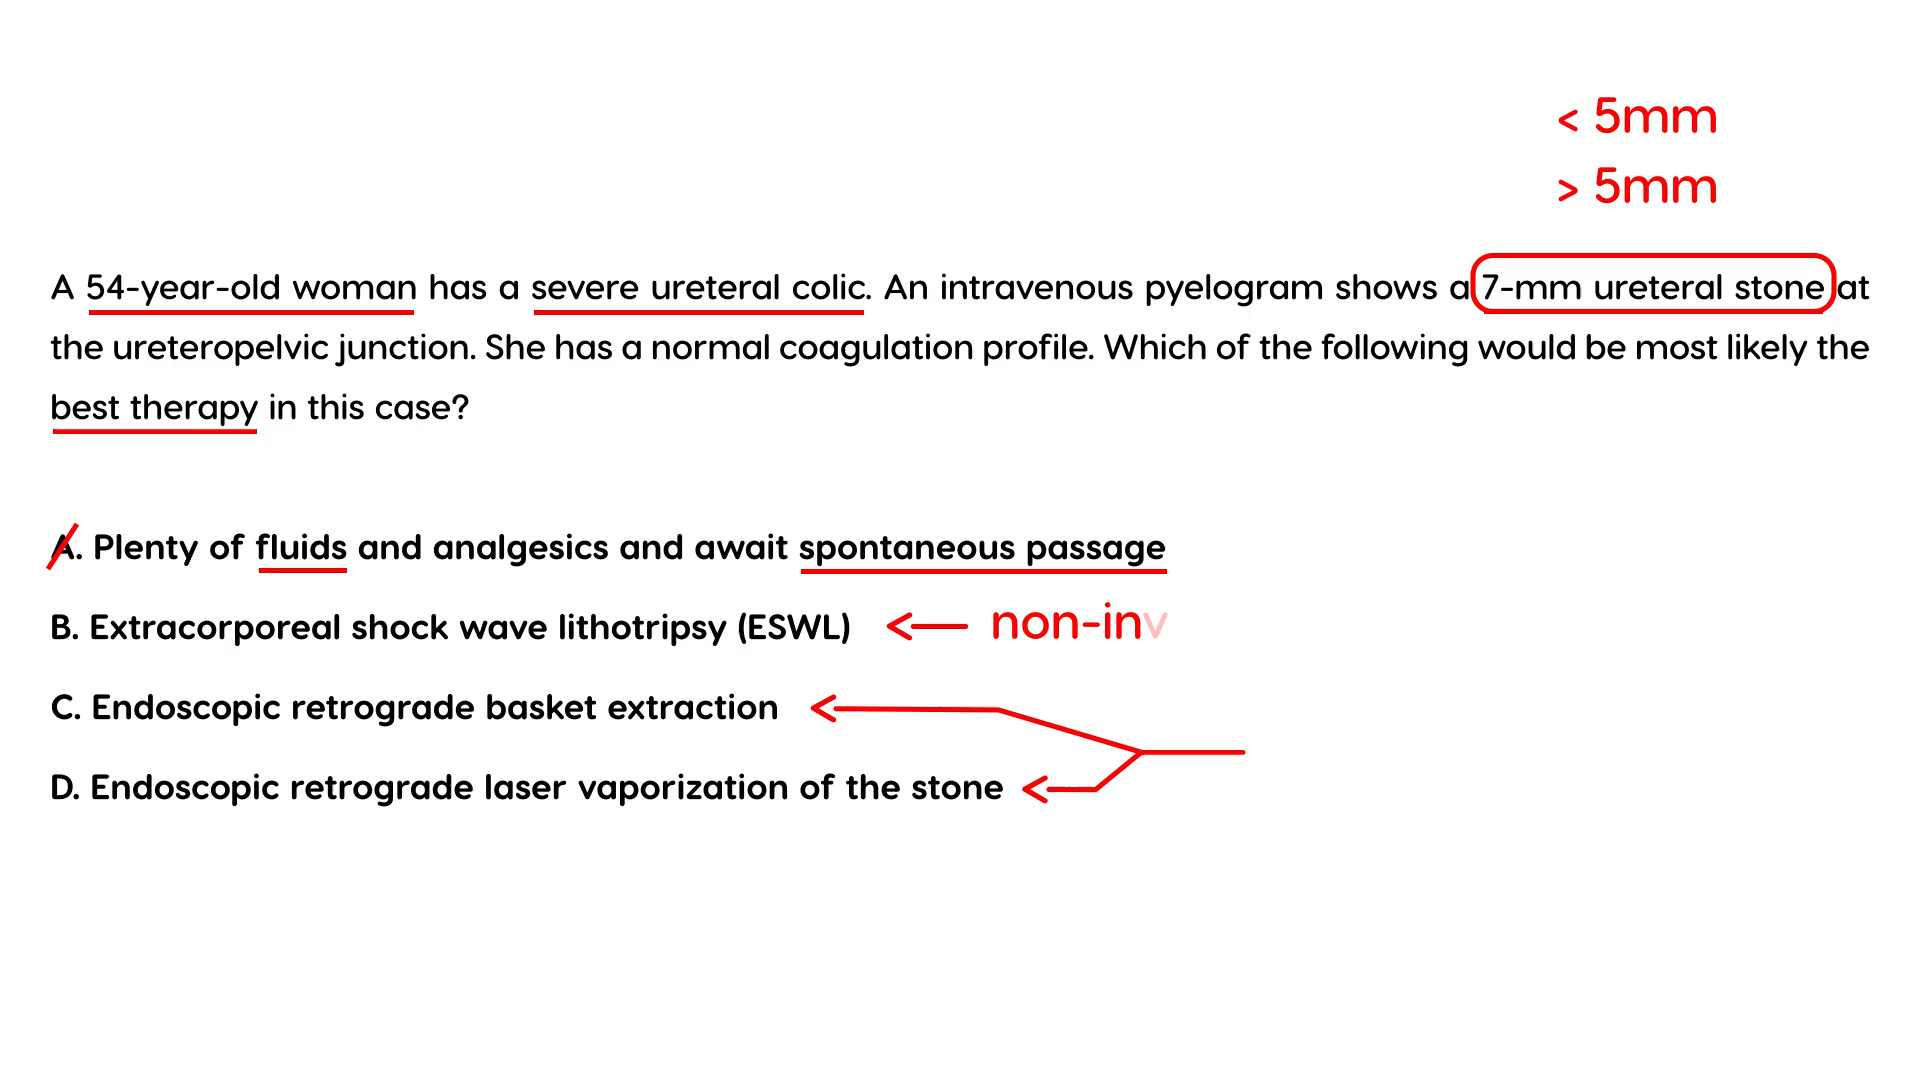 < 5mm
> 5mm
A 54-year-old woman has a severe ureteral colic. An intravenous pyelogram shows a 7-mm ureteral stone at
the ureteropelvic junction. She has a normal coagulation profile. Which of the following would be most likely the
best therapy in this case?
A. Plenty of fluids and analgesics and await spontaneous passage
B. Extracorporeal shock wave lithotripsy (ESWL) non-inv
C. Endoscopic retrograde basket extraction
D. Endoscopic retrograde laser vaporization of the stone